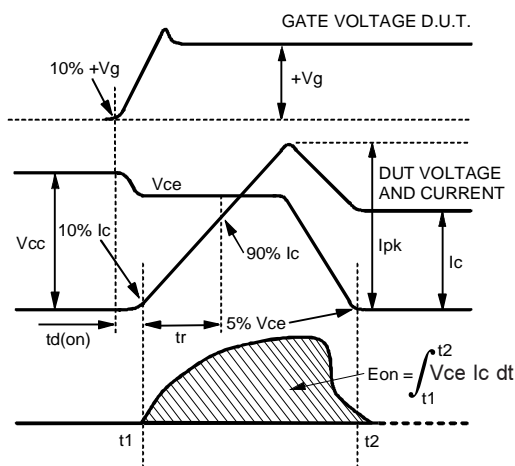 GATE VOLTAGE D.U.T.
10% +Vg
+Vg
Vce
DUT VOLTAGE
AND CURRENT
Vcc
10% Ic
90% Ic
Ipk
Ic
td(on)
tr
5% Vce
Eon = ∫ Vce Ic dt
t2
t1
t1
t2